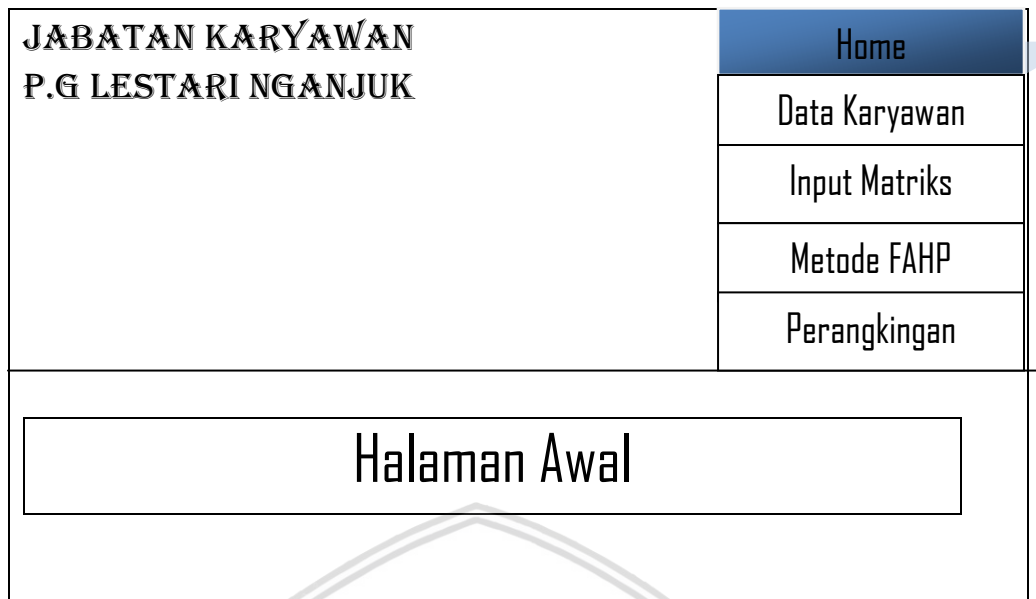 JABATAN KARYAWAN
P.G LESTARI NGANJUK
Home
Data Karyawan
Input Matriks
Metode FAHP
Perangkingan
Halaman Awal